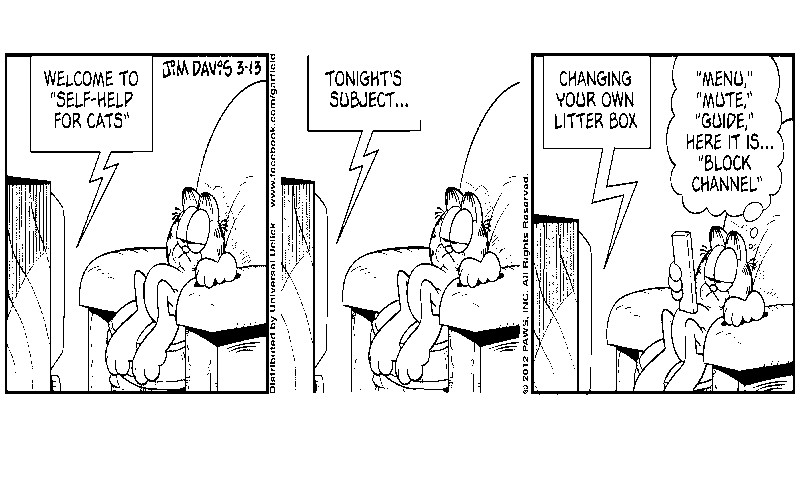 WELCOME TO
"SELF-HELP
FOR CATS"
JIM DAVIS 3-13
Distributed by Universal Uclick www.facebook.com/garfield
TONIGHT'S
SUBJECT...
© 2012 PAWS, INC. All Rights Reserved.
CHANGING
YOUR OWN
LITTER BOX
"MENU,"
"MUTE,"
"GUIDE,"
HERE IT IS...
"BLOCK
CHANNEL"